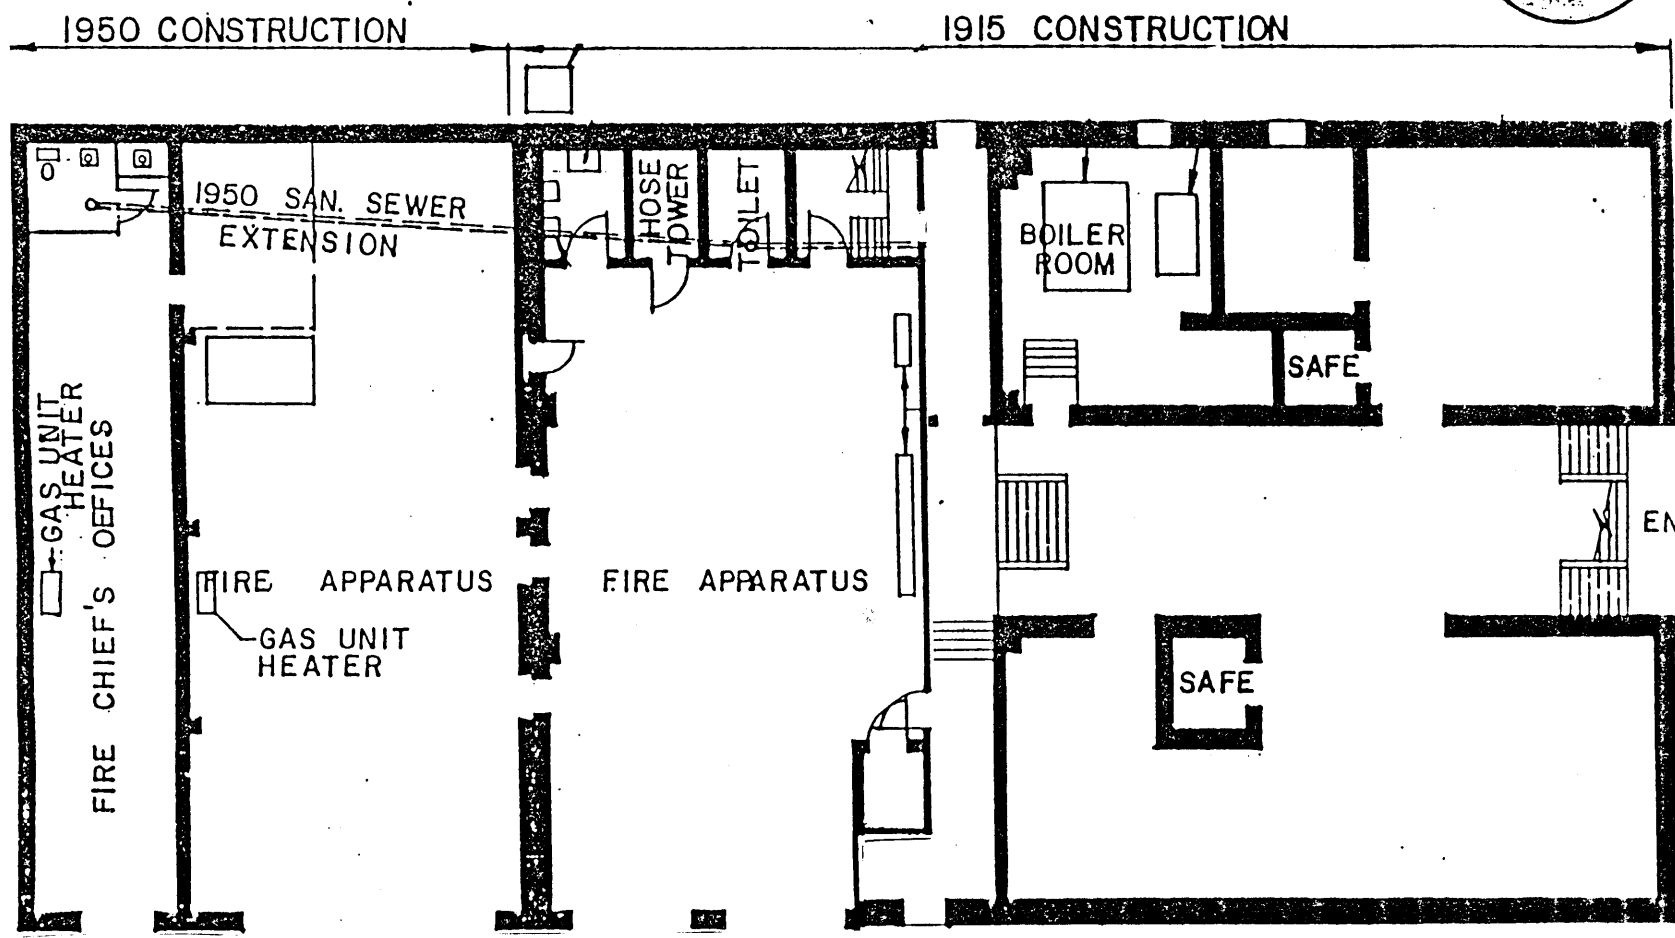 1950 CONSTRUCTION
1915 CONSTRUCTION
1950 SAN. SEWER
EXTENSION
HOSE
TOWER
TOILET
BOILER
ROOM
SAFE
GAS UNIT
HEATER
FIRE CHIEF'S OFFICES
FIRE APPARATUS
FIRE APPARATUS
GAS UNIT
HEATER
SAFE
EN